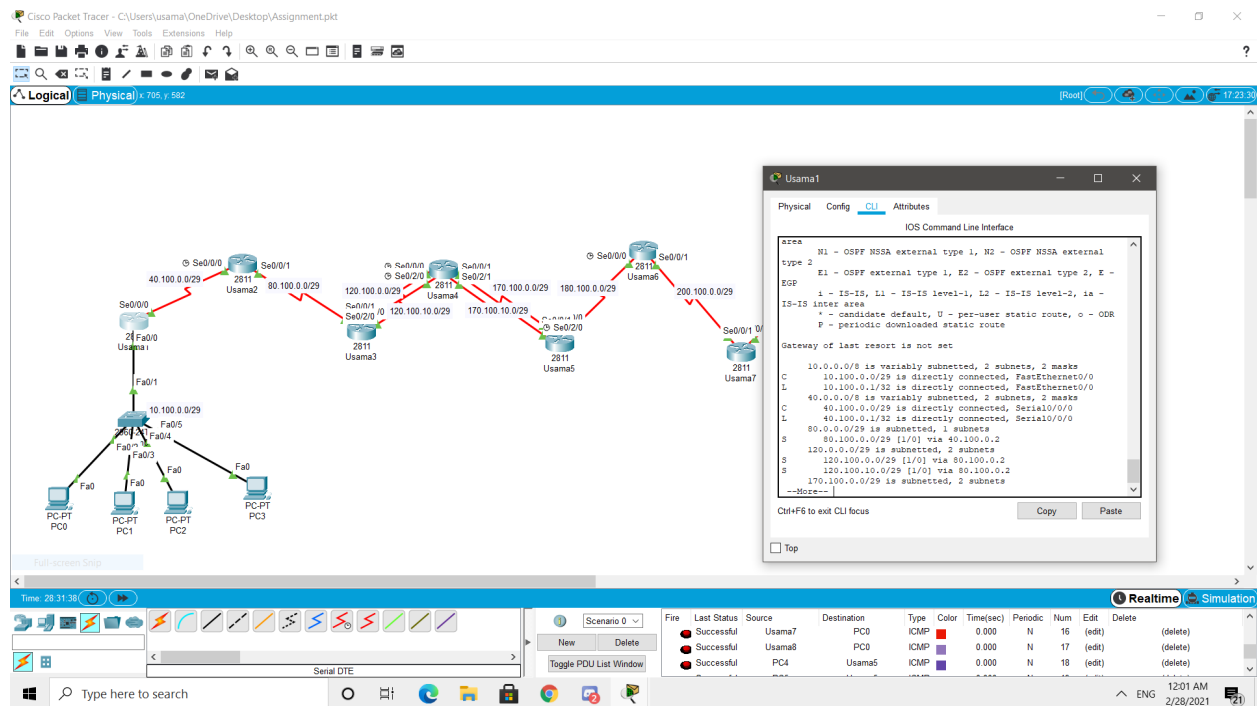 Cisco Packet Tracer - C:\Users\usama\OneDrive\Desktop\Assignment.pkt
File Edit Options View Tools Extensions Help
?
Logical Physical x: 705, y: 582
[Root] 17:23:30
Se0/0/0
2811
Usama2
Se0/0/1
40.100.0.0/29
80.100.0.0/29
Se0/0/0
Fa0/0
Fa0/1
10.100.0.0/29
Fa0/5
Fa0/4
Fa0/3
Fa0
Fa0
Fa0
Fa0
PC-PT
PC0
PC-PT
PC1
PC-PT
PC2
PC-PT
PC3
Se0/0/0
Se0/2/0
2811
Usama4
Se0/0/1
Se0/2/1
120.100.0.0/29
120.100.10.0/29
Se0/0/1
Se0/2/0
2811
Usama3
170.100.0.0/29
170.100.10.0/29
Se0/2/0
2811
Usama5
180.100.0.0/29
Se0/0/0
2811
Usama6
Se0/0/1
200.100.0.0/29
Se0/0/1
2811
Usama7
Full-screen Snip
Usama1
Physical Config CLI Attributes
IOS Command Line Interface
area
N1 - OSPF NSSA external type 1, N2 - OSPF NSSA external
type 2
E1 - OSPF external type 1, E2 - OSPF external type 2, E -
EGP
i - IS-IS, L1 - IS-IS level-1, L2 - IS-IS level-2, ia -
IS-IS inter area
* - candidate default, U - per-user static route, o - ODR
P - periodic downloaded static route
Gateway of last resort is not set
10.0.0.0/8 is variably subnetted, 2 subnets, 2 masks
C 10.100.0.0/29 is directly connected, FastEthernet0/0
L 10.100.0.1/32 is directly connected, FastEthernet0/0
40.0.0.0/8 is variably subnetted, 2 subnets, 2 masks
C 40.100.0.0/29 is directly connected, Serial0/0/0
L 40.100.0.1/32 is directly connected, Serial0/0/0
80.0.0.0/29 is subnetted, 1 subnets
S 80.100.0.0/29 [1/0] via 40.100.0.2
120.0.0.0/29 is subnetted, 2 subnets
S 120.100.0.0/29 [1/0] via 80.100.0.2
S 120.100.10.0/29 [1/0] via 80.100.0.2
170.100.0.0/29 is subnetted, 2 subnets
--More--
Ctrl+F6 to exit CLI focus
Copy Paste
Top
Time: 28:31:38
Realtime Simulation
Serial DTE
Scenario 0
New Delete
Toggle PDU List Window
Fire Last Status Source Destination Type Color Time(sec) Periodic Num Edit Delete
Successful Usama7 PC0 ICMP 0.000 N 16 (edit) (delete)
Successful Usama8 PC0 ICMP 0.000 N 17 (edit) (delete)
Successful PC4 Usama5 ICMP 0.000 N 18 (edit) (delete)
Type here to search
ENG
12:01 AM
2/28/2021
21